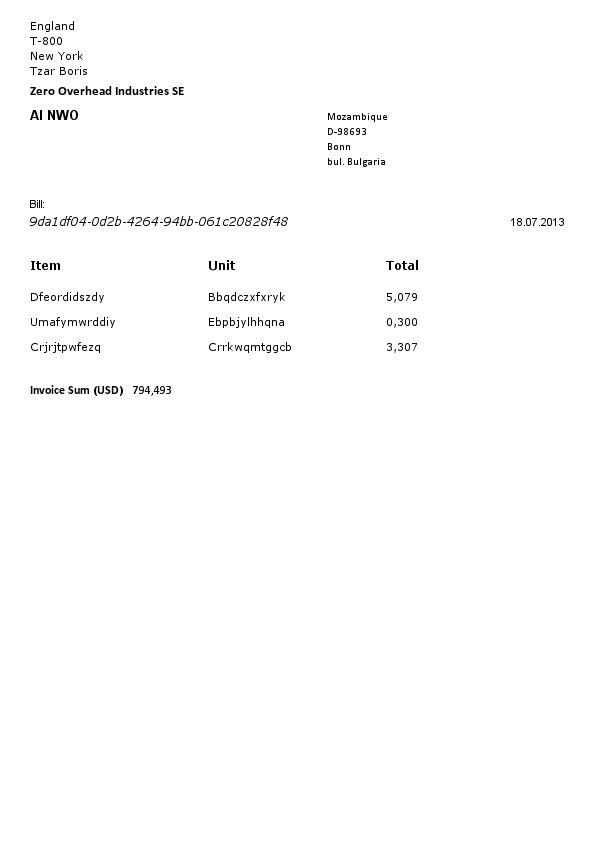 England
T-800
New York
Tzar Boris
Zero Overhead Industries SE
AI NWO
Mozambique
D-98693
Bonn
bul. Bulgaria
Bill:
9da1df04-0d2b-4264-94bb-061c20828f48 18.07.2013
Item Unit Total
Dfeordidszdy Bbqdczxfxryk 5,079
Umafymwrddiy Ebpbjylhhqna 0,300
Crjrjtpwfezq Crrkwqmtggcb 3,307
Invoice Sum (USD) 794,493